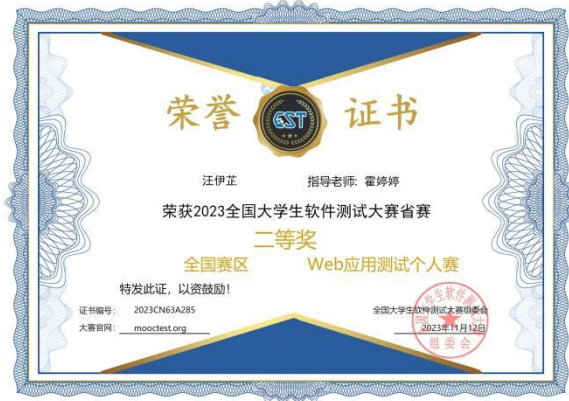 荣誉 EST 证书
汪伊芷 指导老师: 霍婷婷
荣获2023全国大学生软件测试大赛省赛
二等奖
全国赛区 Web应用测试个人赛
特发此证，以资鼓励！
证书编号: 2023CN63A285 全国大学生软件测试大赛组委会
大赛官网: mooctest.org 2023年11月12日
组委会